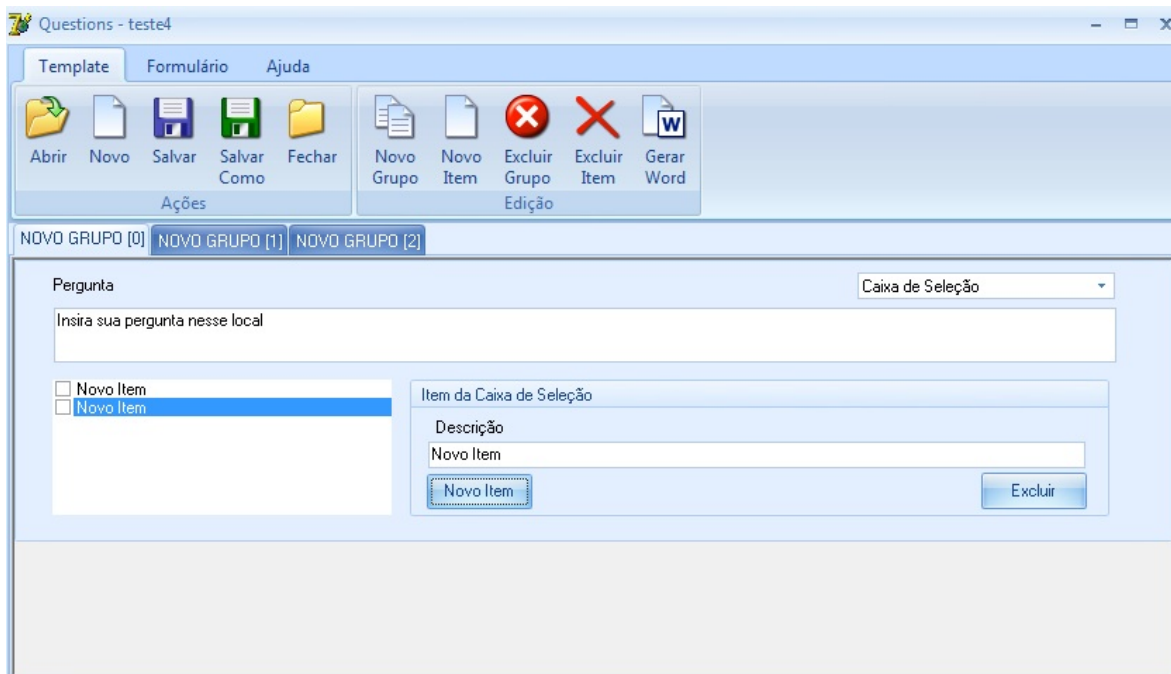 Questions - teste4
Template Formulário Ajuda
Abrir Novo Salvar Salvar Como Fechar Novo Grupo Novo Item Excluir Grupo Excluir Item Gerar Word
W
Ações Edição
NOVO GRUPO [0] NOVO GRUPO [1] NOVO GRUPO [2]
Pergunta Caixa de Seleção
Insira sua pergunta nesse local
Novo Item
Novo Item
Item da Caixa de Seleção
Descrição
Novo Item
Novo Item Excluir